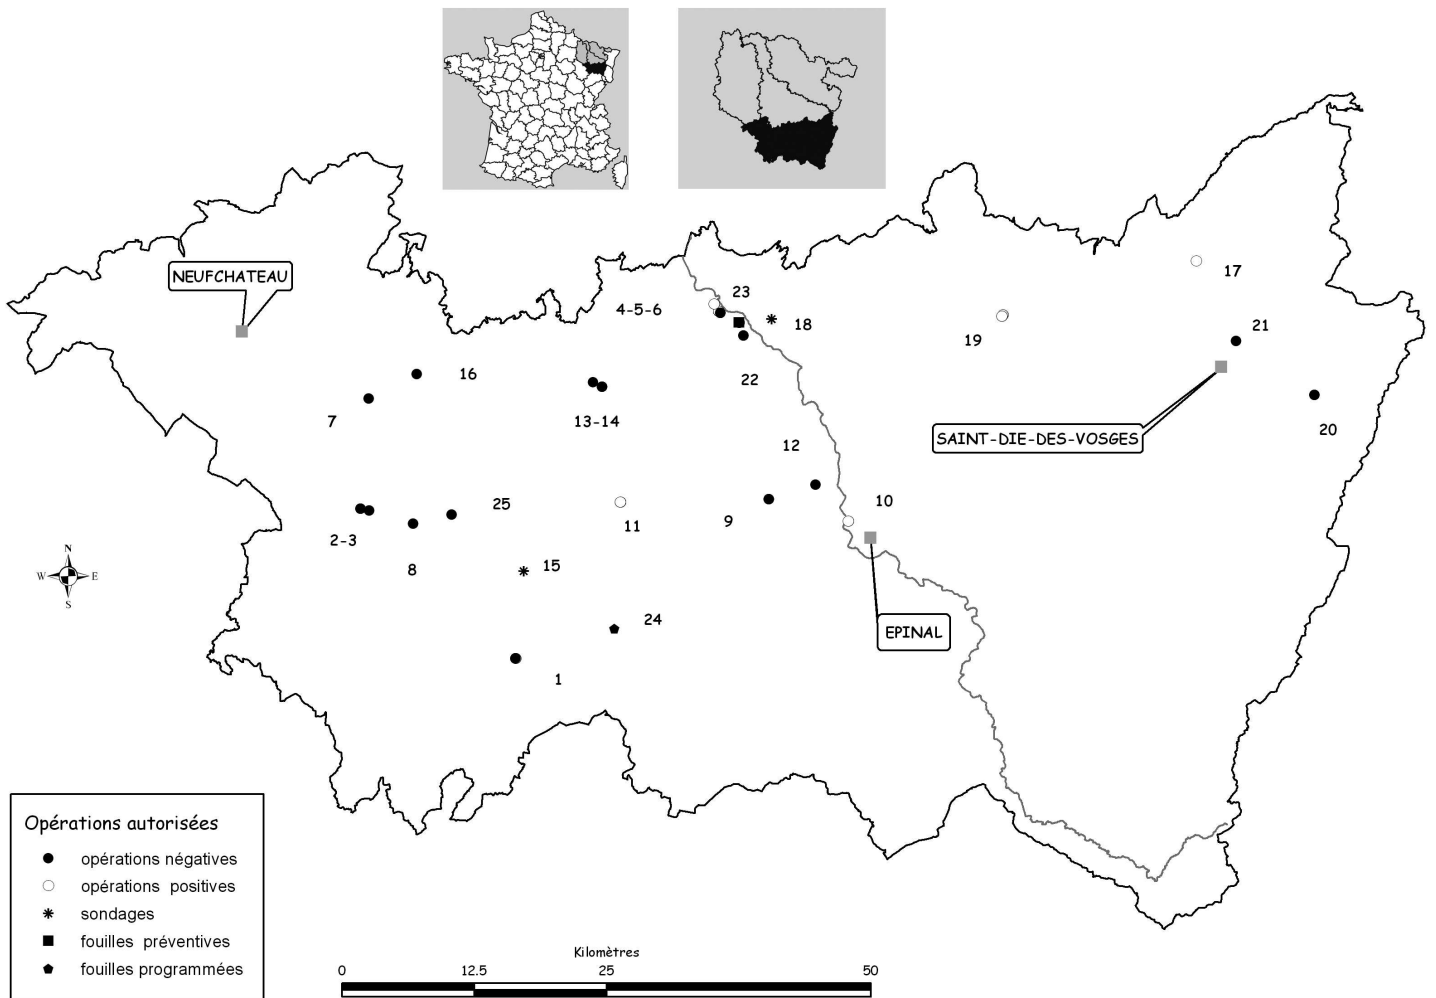 NEUFCHATEAU
17
23
4-5-6
18
19
21
16
22
7
13-14
20
SAINT-DIE-DES-VOSGES
12
25
10
11
9
2-3
N
W E
S
15
8
24
EPINAL
1
Opérations autorisées
opérations négatives
opérations positives
sondages
fouilles préventives
fouilles programmées
Kilomètres
0 12.5 25 50